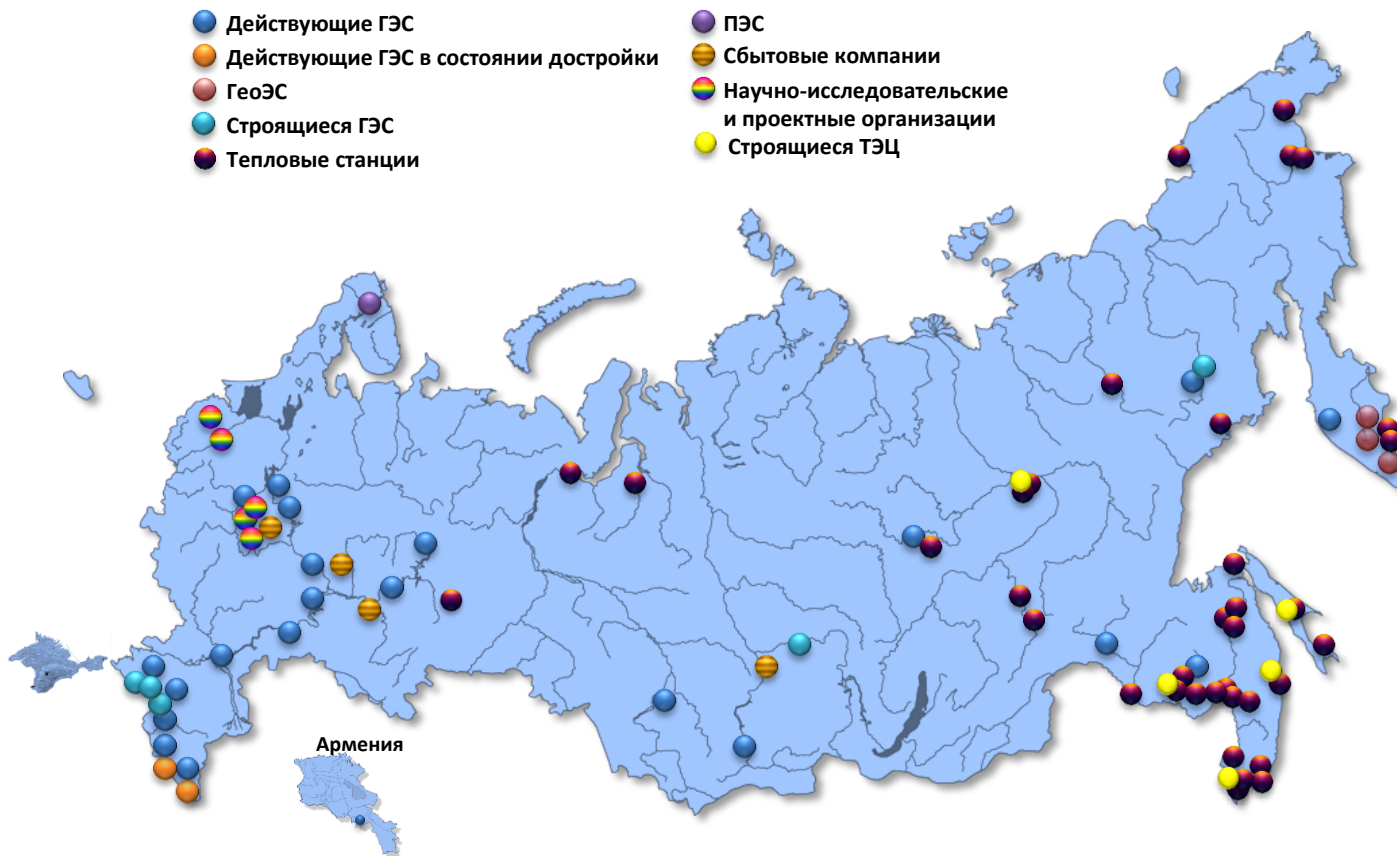 Действующие ГЭС
Действующие ГЭС в состоянии достройки
ГеоЭС
Строящиеся ГЭС
Тепловые станции
ПЭС
Сбытовые компании
Научно-исследовательские
и проектные организации
Строящиеся ТЭЦ
Армения